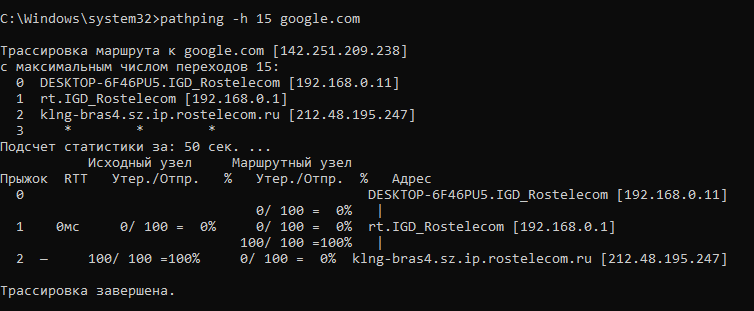 C:\Windows\system32>pathping -h 15 google.com
Трассировка маршрута к google.com [142.251.209.238]
с максимальным числом переходов 15:
0 DESKTOP-6F46PU5.IGD_Rostelecom [192.168.0.11]
1 rt.IGD_Rostelecom [192.168.0.1]
2 klng-bras4.sz.ip.rostelecom.ru [212.48.195.247]
3 * * *
Подсчет статистики за: 50 сек. ...
Исходный узел Маршрутный узел
Прыжок RTT Утер./Отпр. % Утер./Отпр. % Адрес
0 DESKTOP-6F46PU5.IGD_Rostelecom [192.168.0.11]
0/ 100 = 0% |
1 0мс 0/ 100 = 0% 0/ 100 = 0% rt.IGD_Rostelecom [192.168.0.1]
100/ 100 =100% |
2 — 100/ 100 =100% 0/ 100 = 0% klng-bras4.sz.ip.rostelecom.ru [212.48.195.247]
Трассировка завершена.